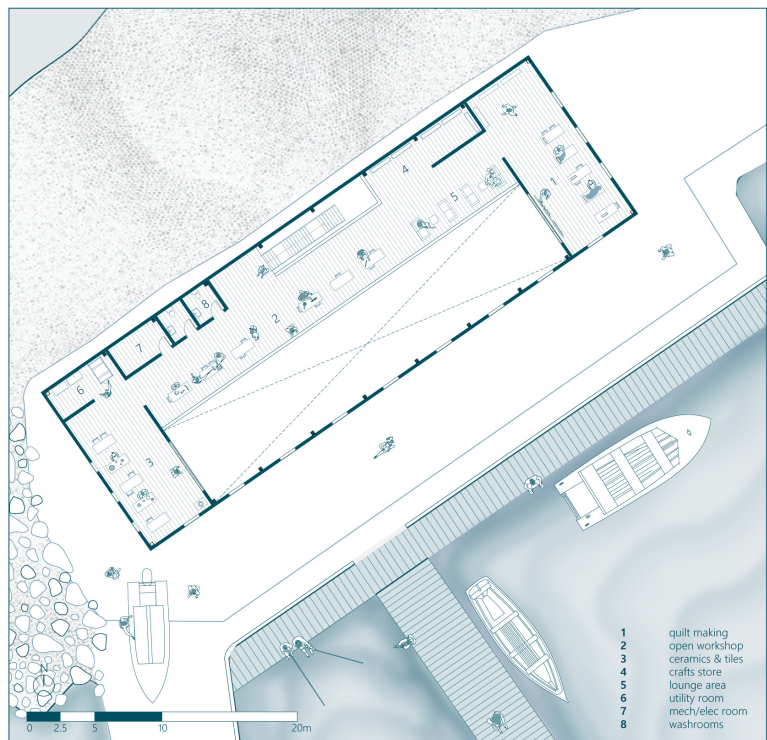 4
1
5
8
2
7
6
3
N
0 2.5 5 10 20m
1 quilt making
2 open workshop
3 ceramics & tiles
4 crafts store
5 lounge area
6 utility room
7 mech/elec room
8 washrooms